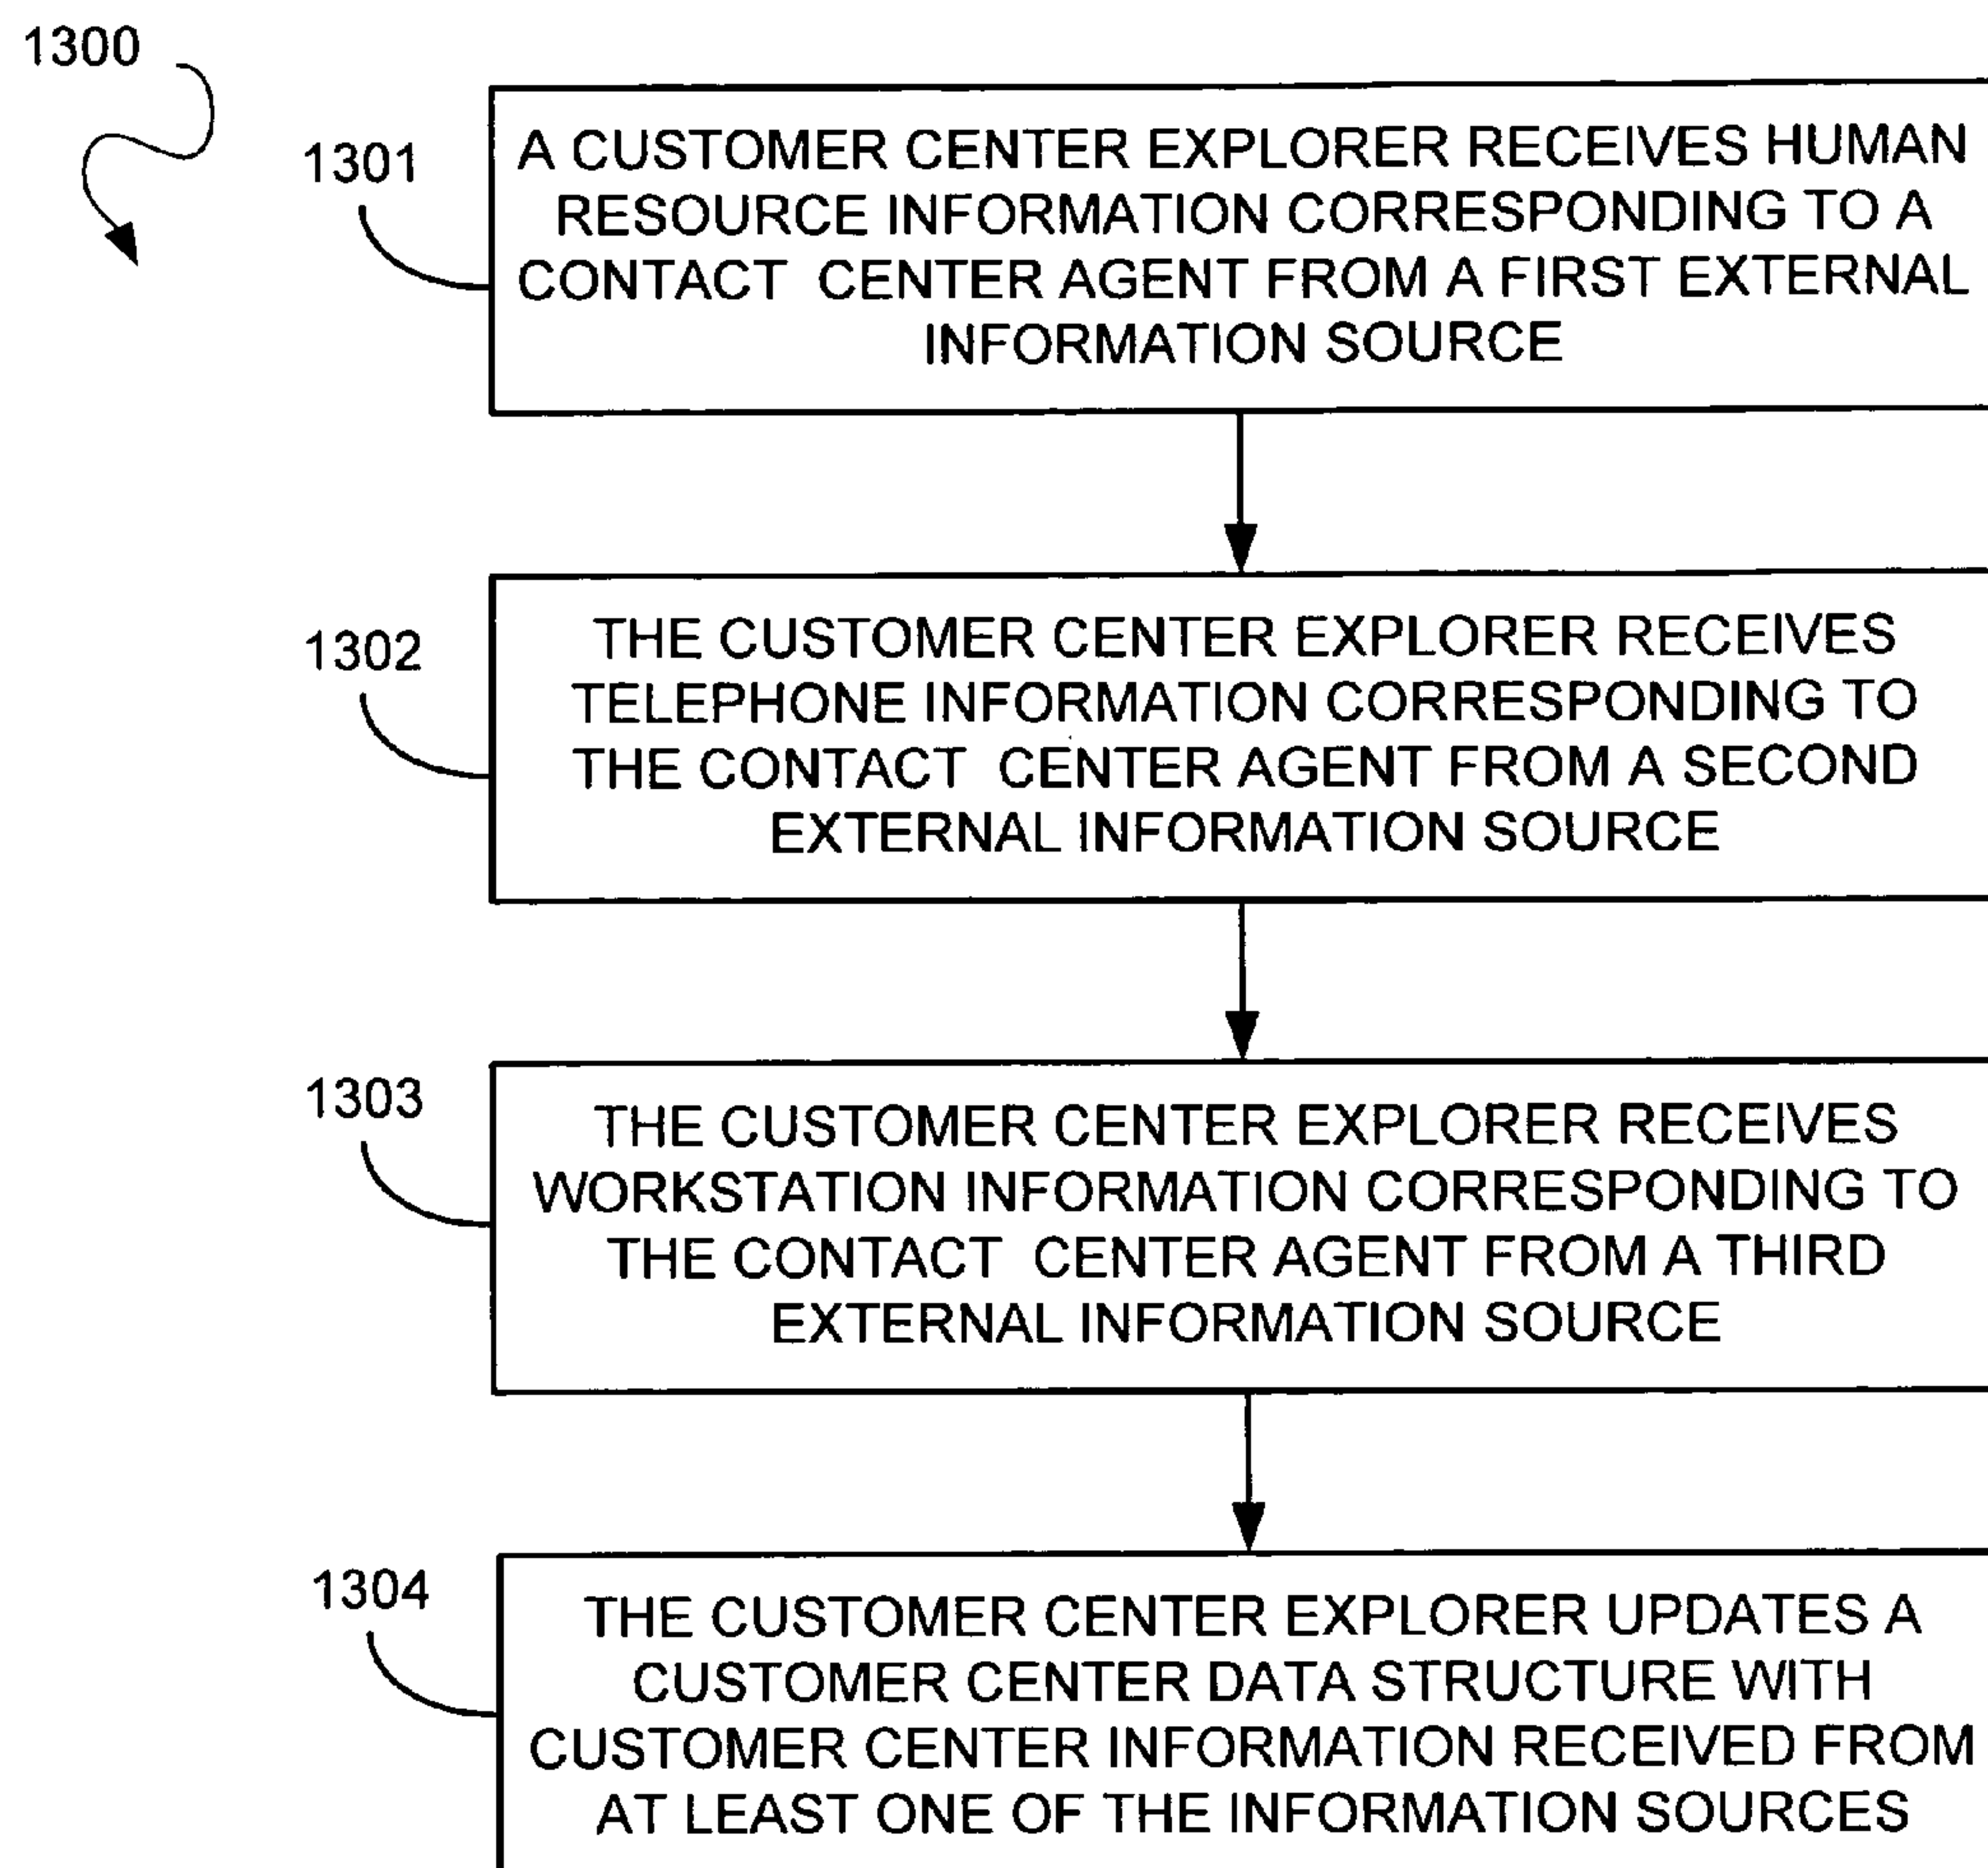 1300
1301
A CUSTOMER CENTER EXPLORER RECEIVES HUMAN
RESOURCE INFORMATION CORRESPONDING TO A
CONTACT CENTER AGENT FROM A FIRST EXTERNAL
INFORMATION SOURCE
1302
THE CUSTOMER CENTER EXPLORER RECEIVES
TELEPHONE INFORMATION CORRESPONDING TO
THE CONTACT CENTER AGENT FROM A SECOND
EXTERNAL INFORMATION SOURCE
1303
THE CUSTOMER CENTER EXPLORER RECEIVES
WORKSTATION INFORMATION CORRESPONDING TO
THE CONTACT CENTER AGENT FROM A THIRD
EXTERNAL INFORMATION SOURCE
1304
THE CUSTOMER CENTER EXPLORER UPDATES A
CUSTOMER CENTER DATA STRUCTURE WITH
CUSTOMER CENTER INFORMATION RECEIVED FROM
AT LEAST ONE OF THE INFORMATION SOURCES